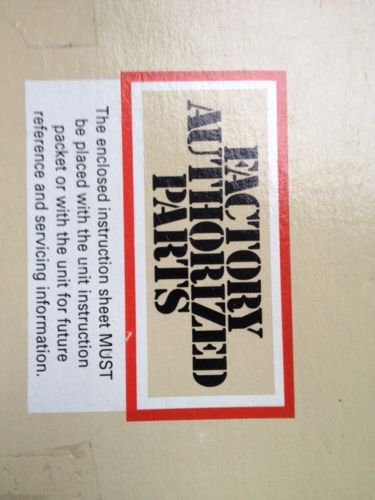 FACTORY
AUTHORIZED
PARTS
The enclosed instruction sheet MUST
be placed with the unit instruction
packet or with the unit for future
reference and servicing information.